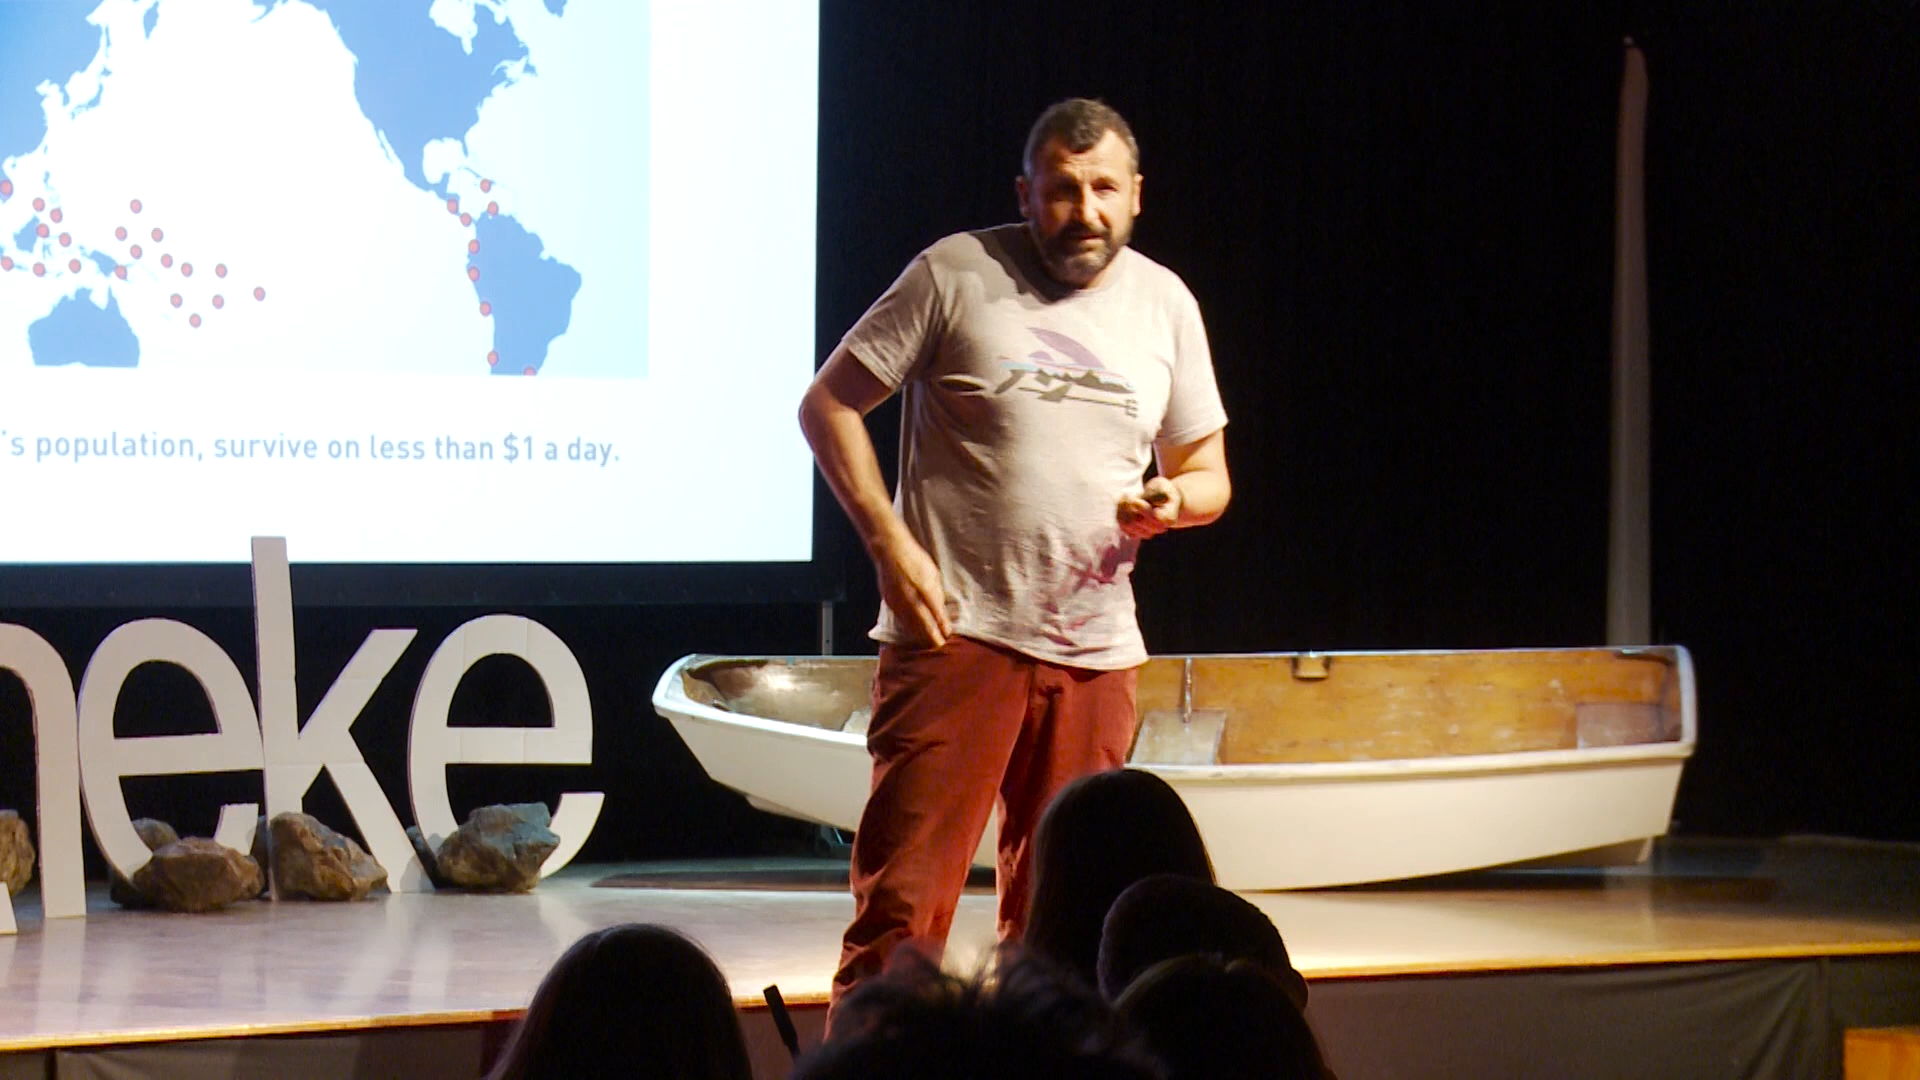 's population, survive on less than $1 a day.
neke